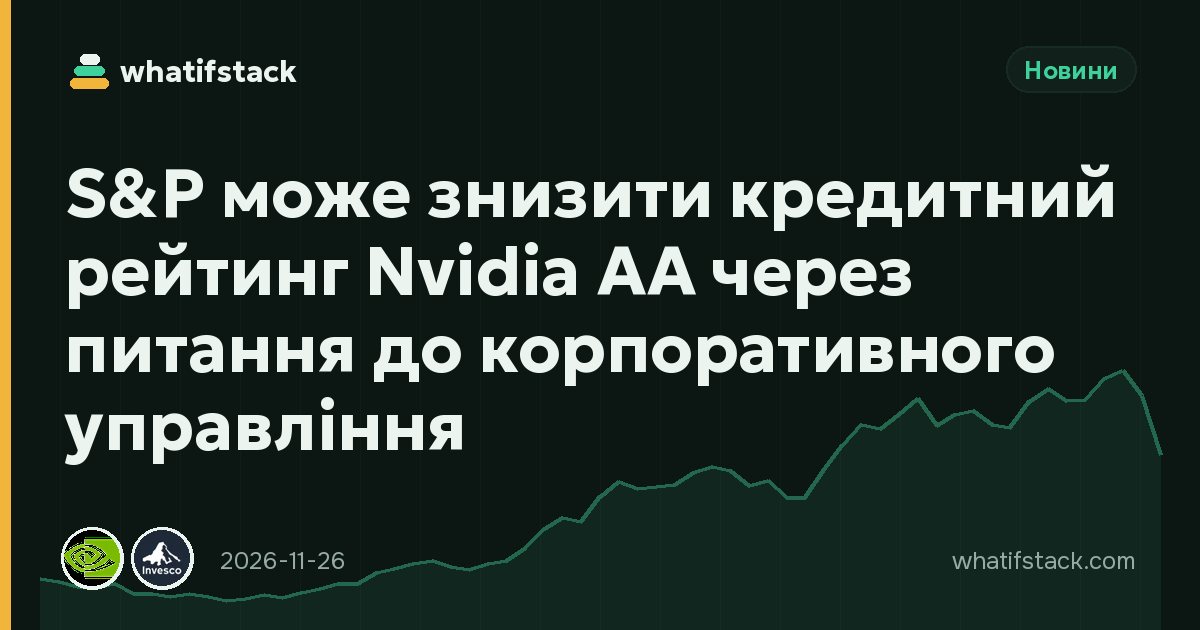 whatifstack
Новини
S&P може знизити кредитний
рейтинг Nvidia AA через
питання до корпоративного
управління
Invesco
2026-11-26
whatifstack.com